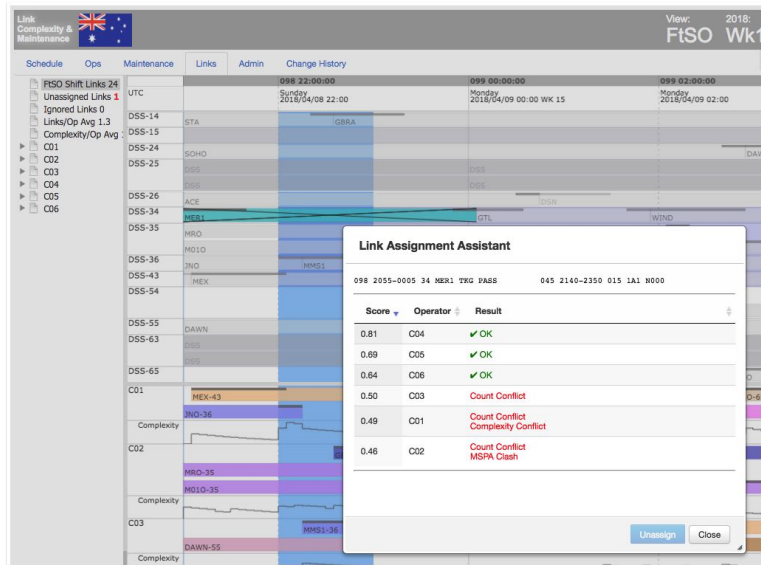 Link
Complexity &
Maintenance
View:
FtSO
2018:
Wk1
Schedule Ops Maintenance Links Admin Change History
FtSO Shift Links 24
Unassigned Links 1
Ignored Links 0
Links/Op Avg 1.3
Complexity/Op Avg
C01
C02
C03
C04
C05
C06
098 22:00:00 099 00:00:00 099 02:00:00
UTC
Sunday
2018/04/08 22:00
Monday
2018/04/09 00:00 WK 15
Monday
2018/04/09 02:00
DSS-14
STA GBRA
DSS-15
DSS-24
SOHO DAW
DSS-25
DSS DSS
DSS DSS
DSS-26
ACE DSN
DSS-34
MER1 GTL WIND
DSS-35
MRO
M01O
DSS-36
JNO MMS1
DSS-43
MEX
DSS-54
DSS-55
DAWN
DSS-63
DSS
DSS
DSS-65
C01
MEX-43
JNO-36
Complexity
C02
MRO-35
M01O-35
Complexity
C03
MMS1-36
DAWN-55
Complexity
Link Assignment Assistant
098 2055-0005 34 MER1 TKG PASS 045 2140-2350 015 1A1 N000
Score Operator Result
0.81 C04 ✔ OK
0.69 C05 ✔ OK
0.64 C06 ✔ OK
0.50 C03 Count Conflict
0.49 C01 Count Conflict
Complexity Conflict
0.46 C02 Count Conflict
MSPA Clash
Unassign Close